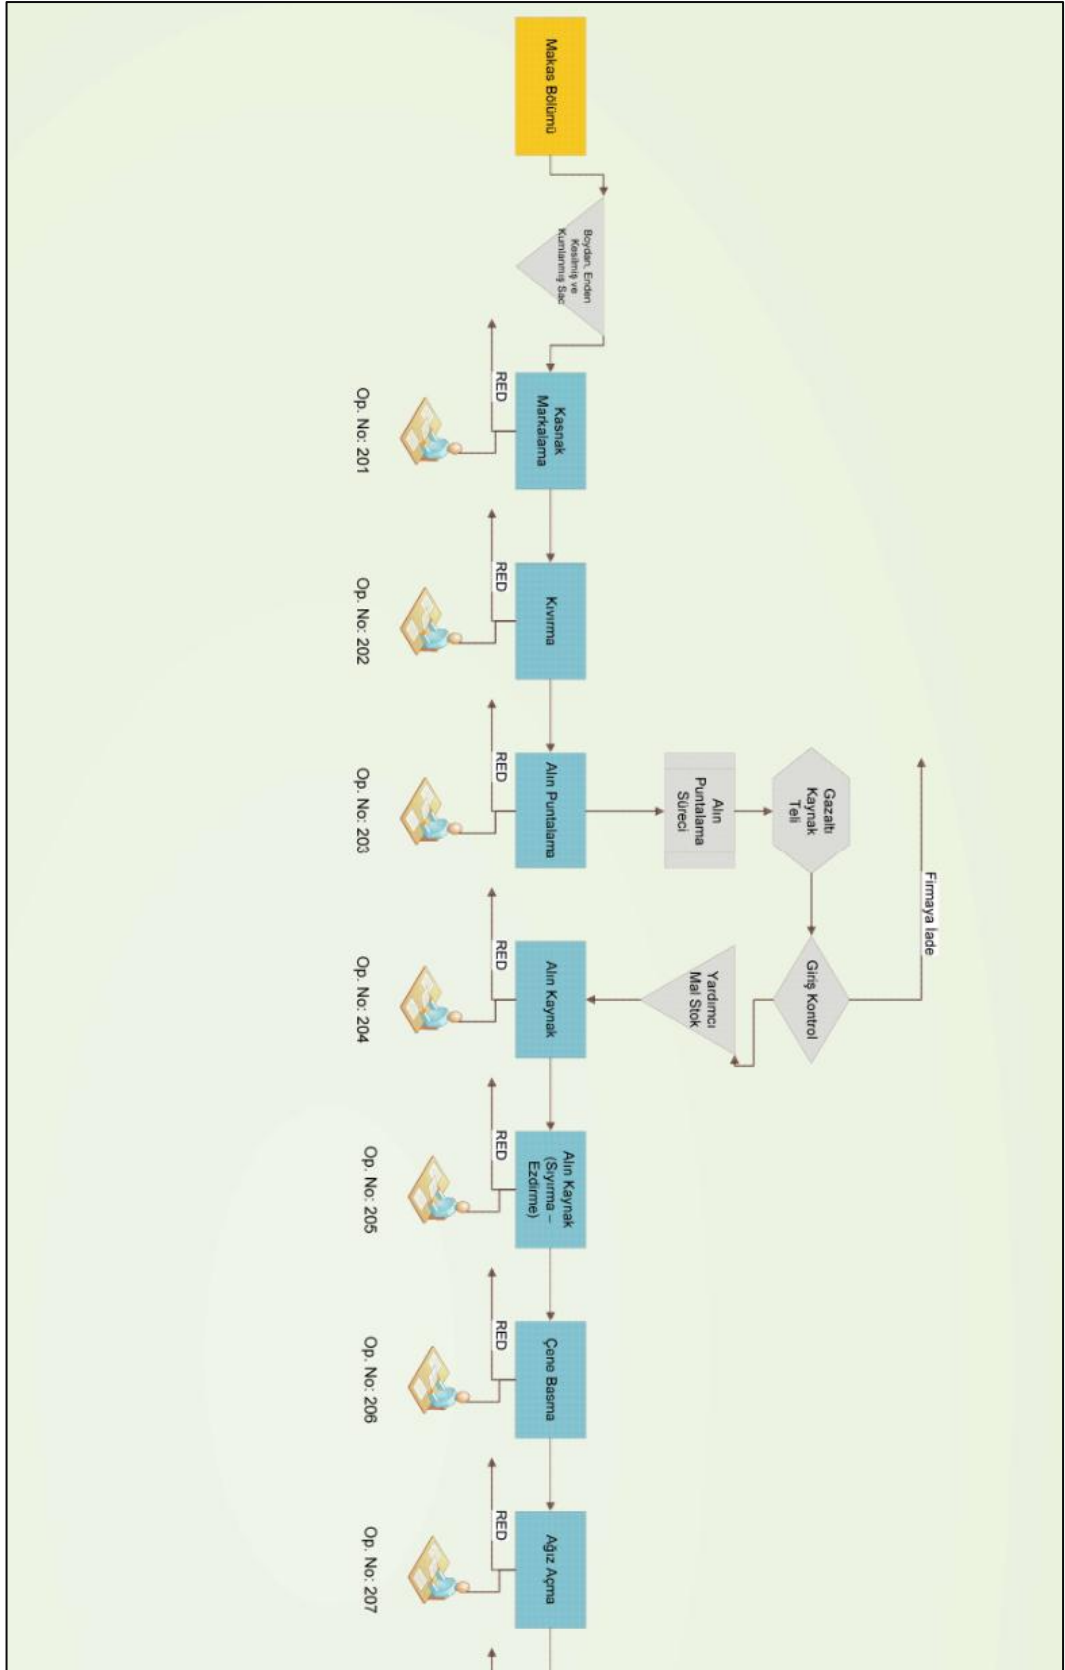 Makas Bölümü
Boydan, Enden
Kesilmiş ve
Kumlanmış Sac
Kasnak
Markalama
RED
Op. No: 201
Kıvırma
RED
Op. No: 202
Alın Puntalama
RED
Op. No: 203
Alın
Puntalama
Süreci
Gazaltı
Kaynak
Teli
Firmaya İade
Giriş Kontrol
Yardımcı
Mal Stok
Alın Kaynak
RED
Op. No: 204
Alın Kaynak
(Sıyırma –
Ezdirme)
RED
Op. No: 205
Çene Basma
RED
Op. No: 206
Ağız Açma
RED
Op. No: 207